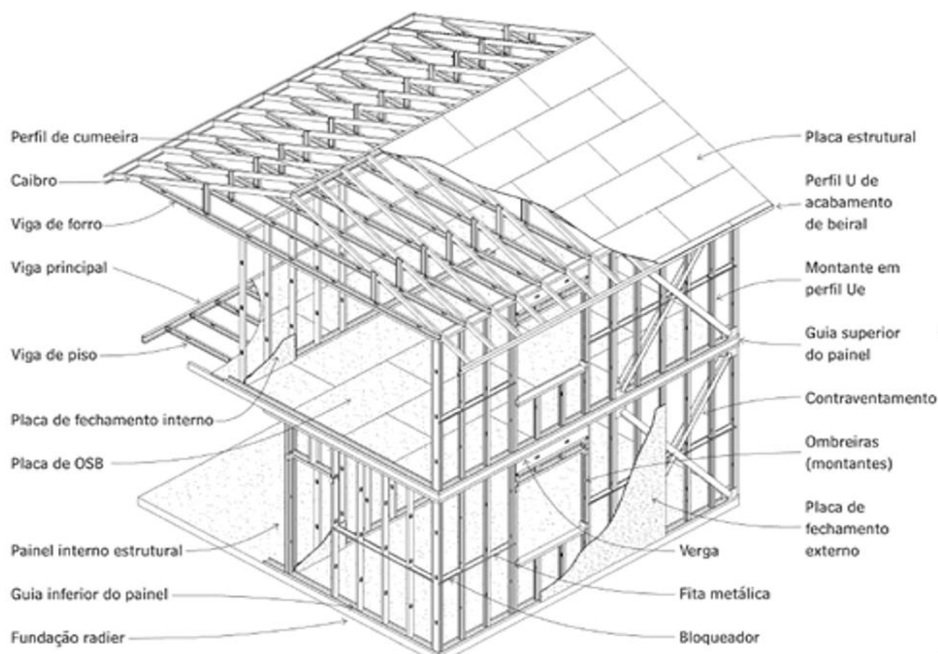 Perfil de cumeeira
Caibro
Viga de forro
Viga principal
Viga de piso
Placa de fechamento interno
Placa de OSB
Painel interno estrutural
Guia inferior do painel
Fundação radier
Placa estrutural
Perfil U de
acabamento
de beiral
Montante em
perfil Ue
Guia superior
do painel
Contraventamento
Ombreiras
(montantes)
Placa de
fechamento
externo
Verga
Fita metálica
Bloqueador